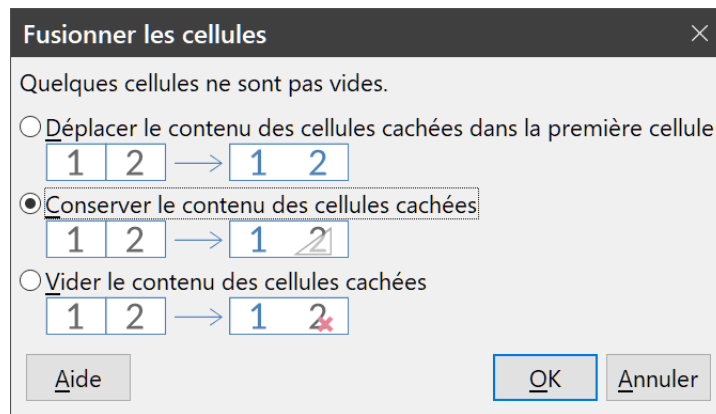 Fusionner les cellules
Quelques cellules ne sont pas vides.
Déplacer le contenu des cellules cachées dans la première cellule
1 2 → 1 2
Conserver le contenu des cellules cachées
1 2 → 1 2
Vider le contenu des cellules cachées
1 2 → 1 2
Aide OK Annuler